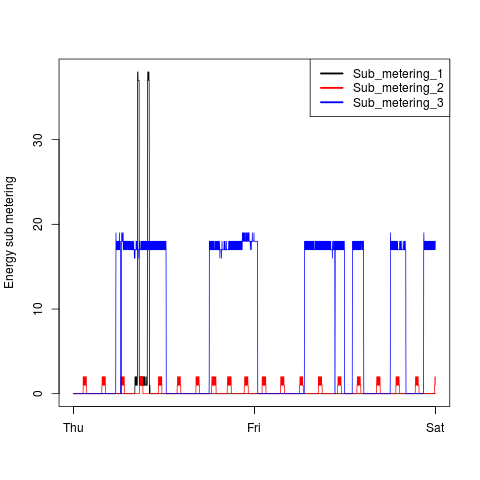 Sub_metering_1
Sub_metering_2
Sub_metering_3
Energy sub metering
30
20
10
0
Thu Fri Sat